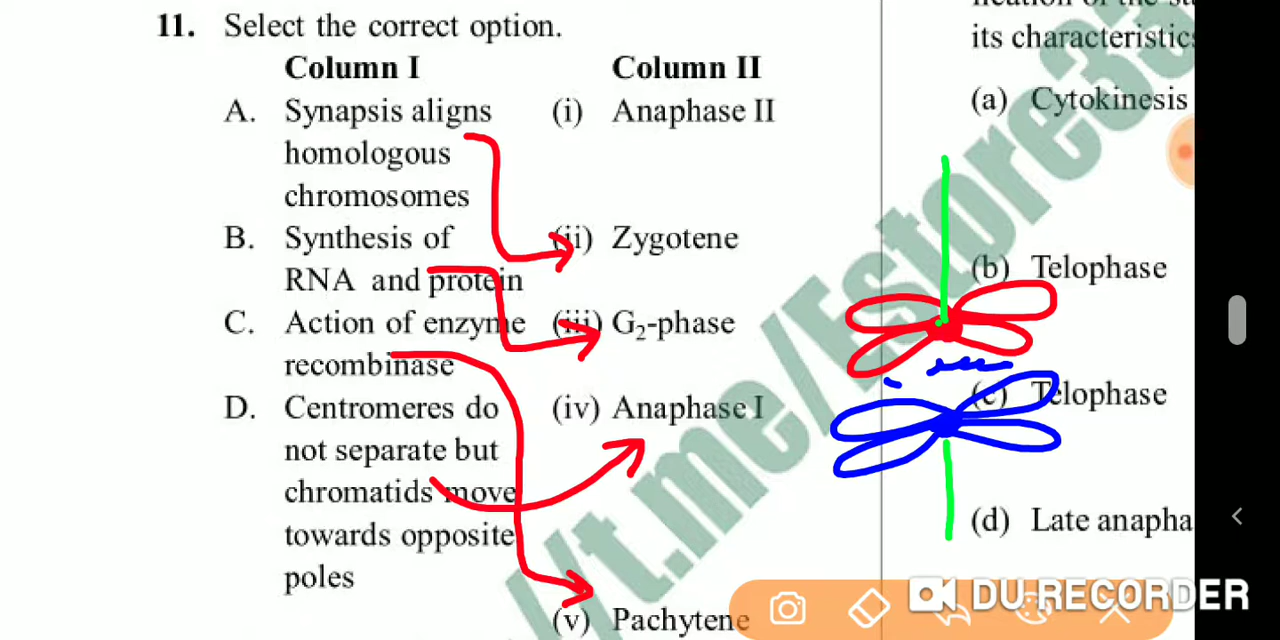 11. Select the correct option.
Column I Column II
A. Synapsis aligns (i) Anaphase II
homologous
chromosomes
B. Synthesis of (ii) Zygotene
RNA and protein
C. Action of enzyme (iii) G₂-phase
recombinase
D. Centromeres do (iv) Anaphase I
not separate but
chromatids move
towards opposite
poles
(v) Pachytene
its characteristics
(a) Cytokinesis
(b) Telophase
(c) Telophase
(d) Late anapha
//t.me/Estore33
DU RECORDER